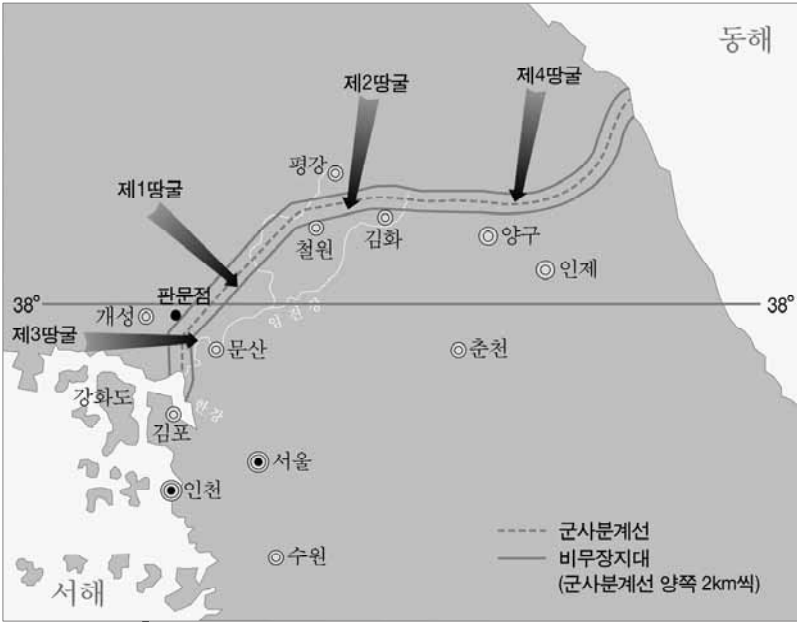 동해
제2땅굴
제4땅굴
평강
제1땅굴
철원
김화
양구
인제
38°
38°
판문점
개성
임진강
제3땅굴
문산
춘천
강화도
한강
김포
서울
인천
군사분계선
비무장지대
(군사분계선 양쪽 2km씩)
수원
서해